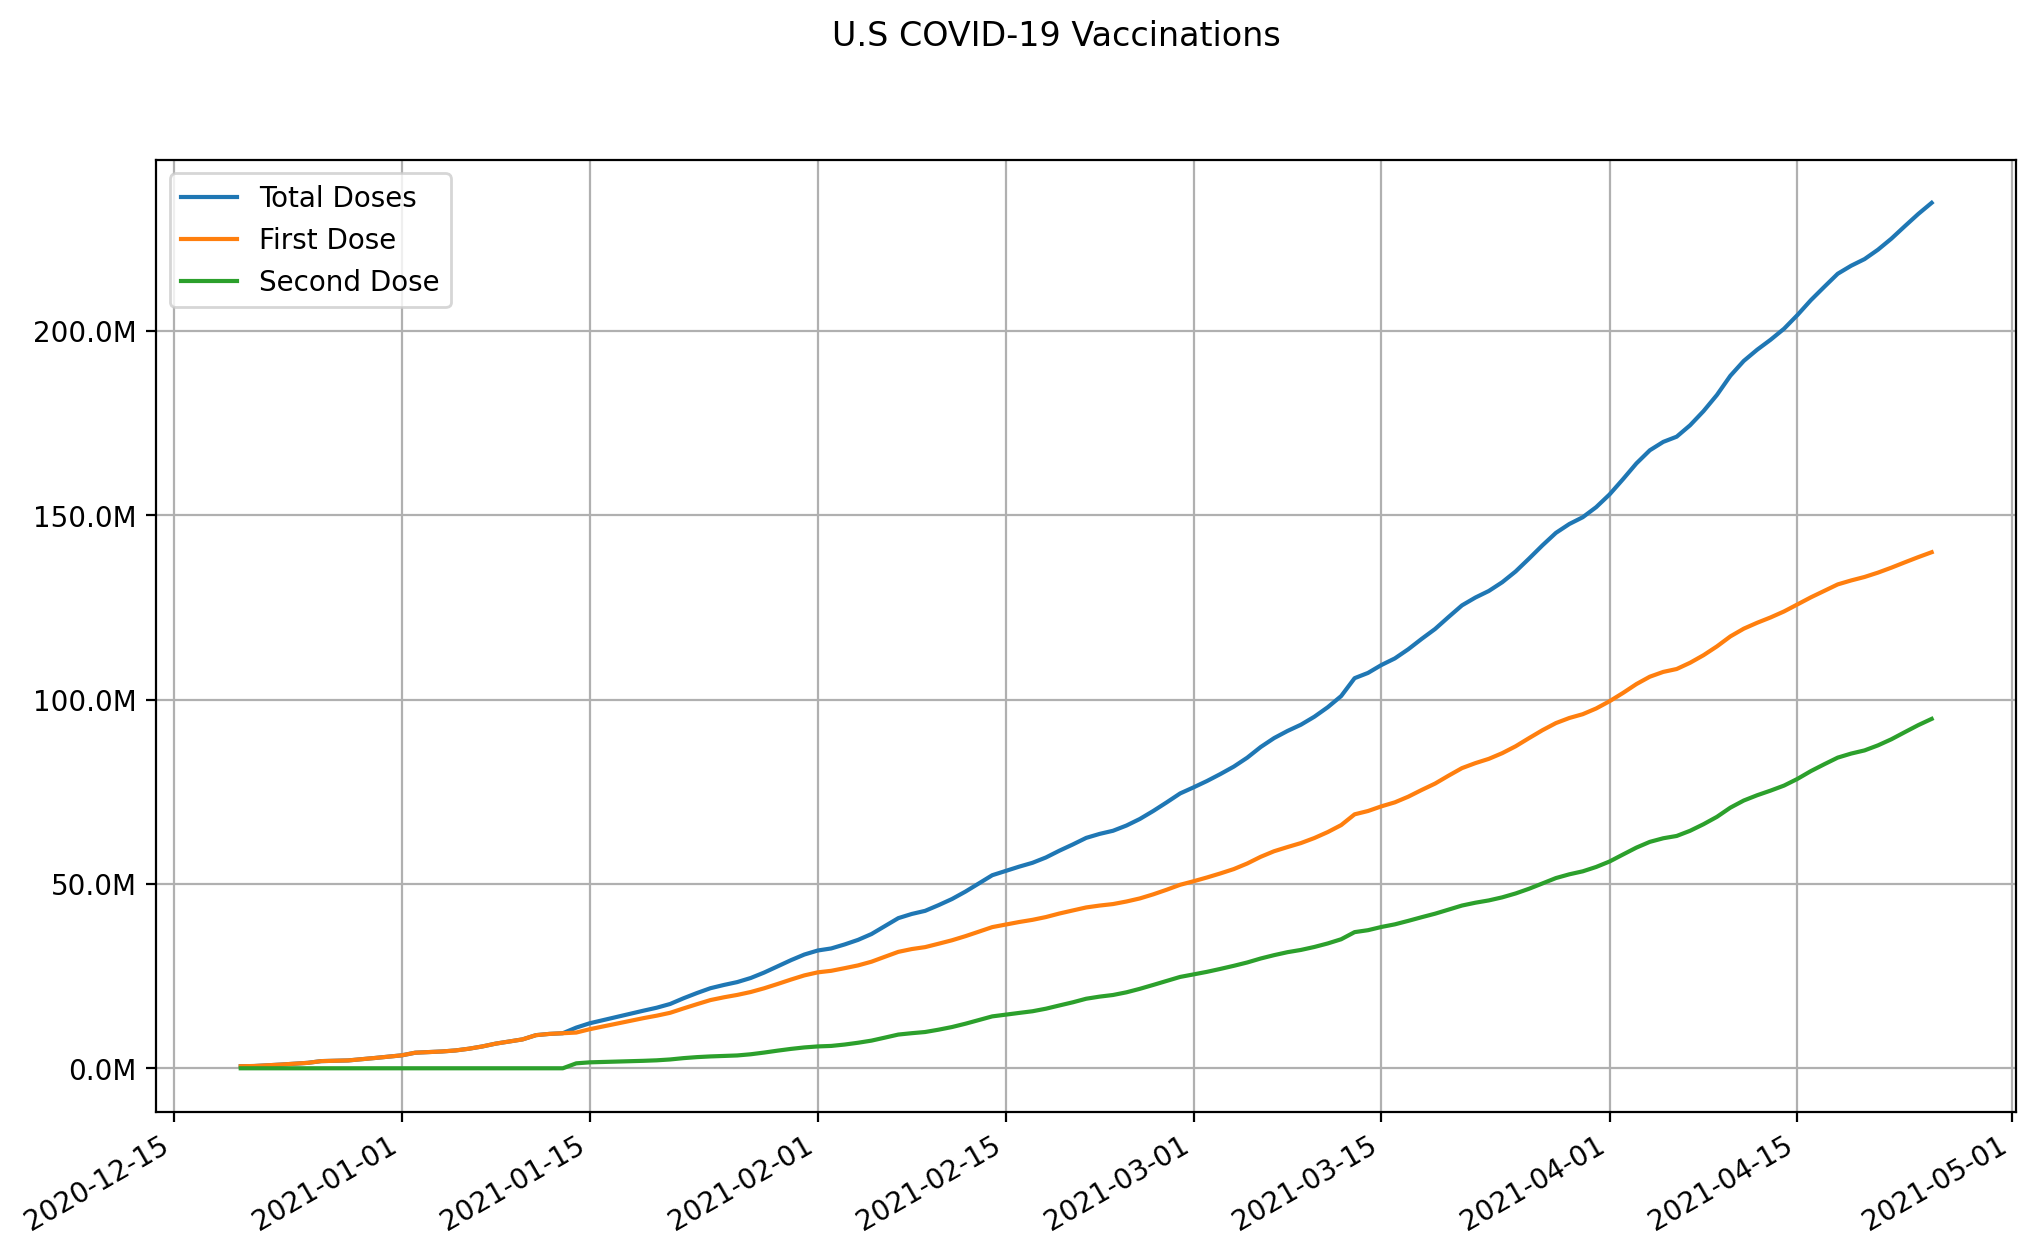 U.S COVID-19 Vaccinations
Total Doses
First Dose
Second Dose
200.0M
150.0M
100.0M
50.0M
0.0M
2020-12-15
2021-01-01
2021-01-15
2021-02-01
2021-02-15
2021-03-01
2021-03-15
2021-04-01
2021-04-15
2021-05-01